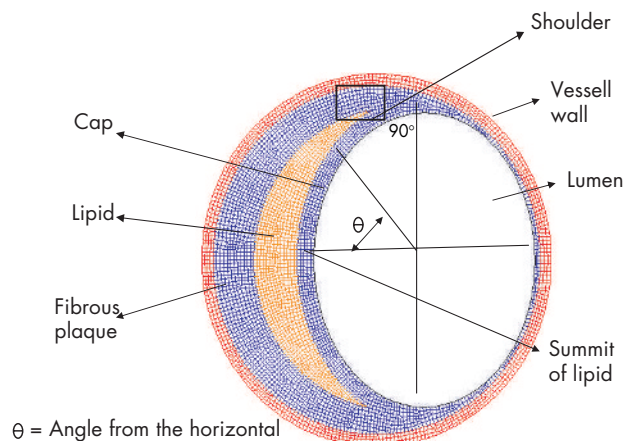 Shoulder
Vessell
wall
Cap
90°
Lumen
Lipid
θ
Fibrous
plaque
Summit
of lipid
θ = Angle from the horizontal